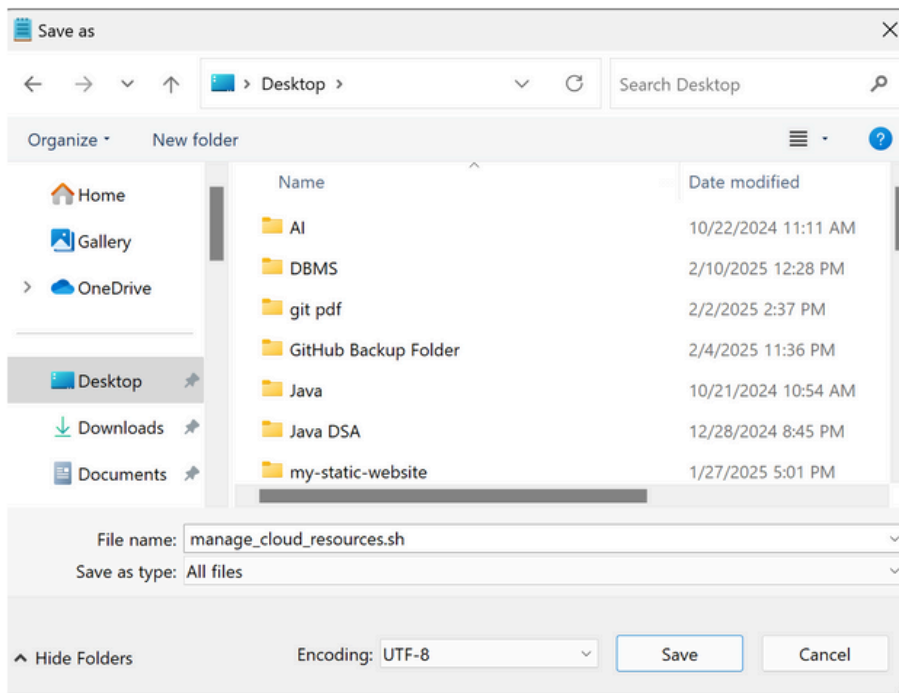 Save as
Desktop
Search Desktop
Organize
New folder
?
Name
Date modified
Home
Gallery
OneDrive
Desktop
Downloads
Documents
AI 10/22/2024 11:11 AM
DBMS 2/10/2025 12:28 PM
git pdf 2/2/2025 2:37 PM
GitHub Backup Folder 2/4/2025 11:36 PM
Java 10/21/2024 10:54 AM
Java DSA 12/28/2024 8:45 PM
my-static-website 1/27/2025 5:01 PM
File name: manage_cloud_resources.sh
Save as type: All files
Hide Folders
Encoding: UTF-8
Save
Cancel